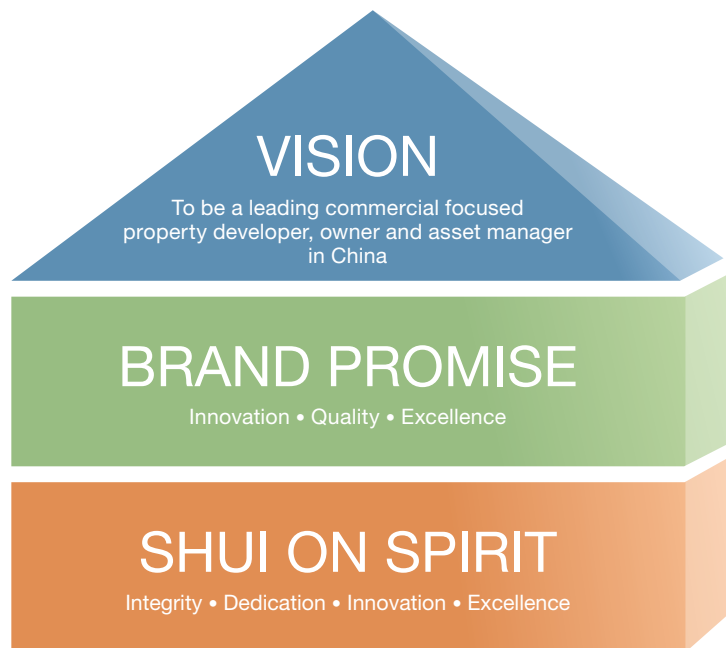 VISION
To be a leading commercial focused
property developer, owner and asset manager
in China
BRAND PROMISE
Innovation • Quality • Excellence
SHUI ON SPIRIT
Integrity • Dedication • Innovation • Excellence